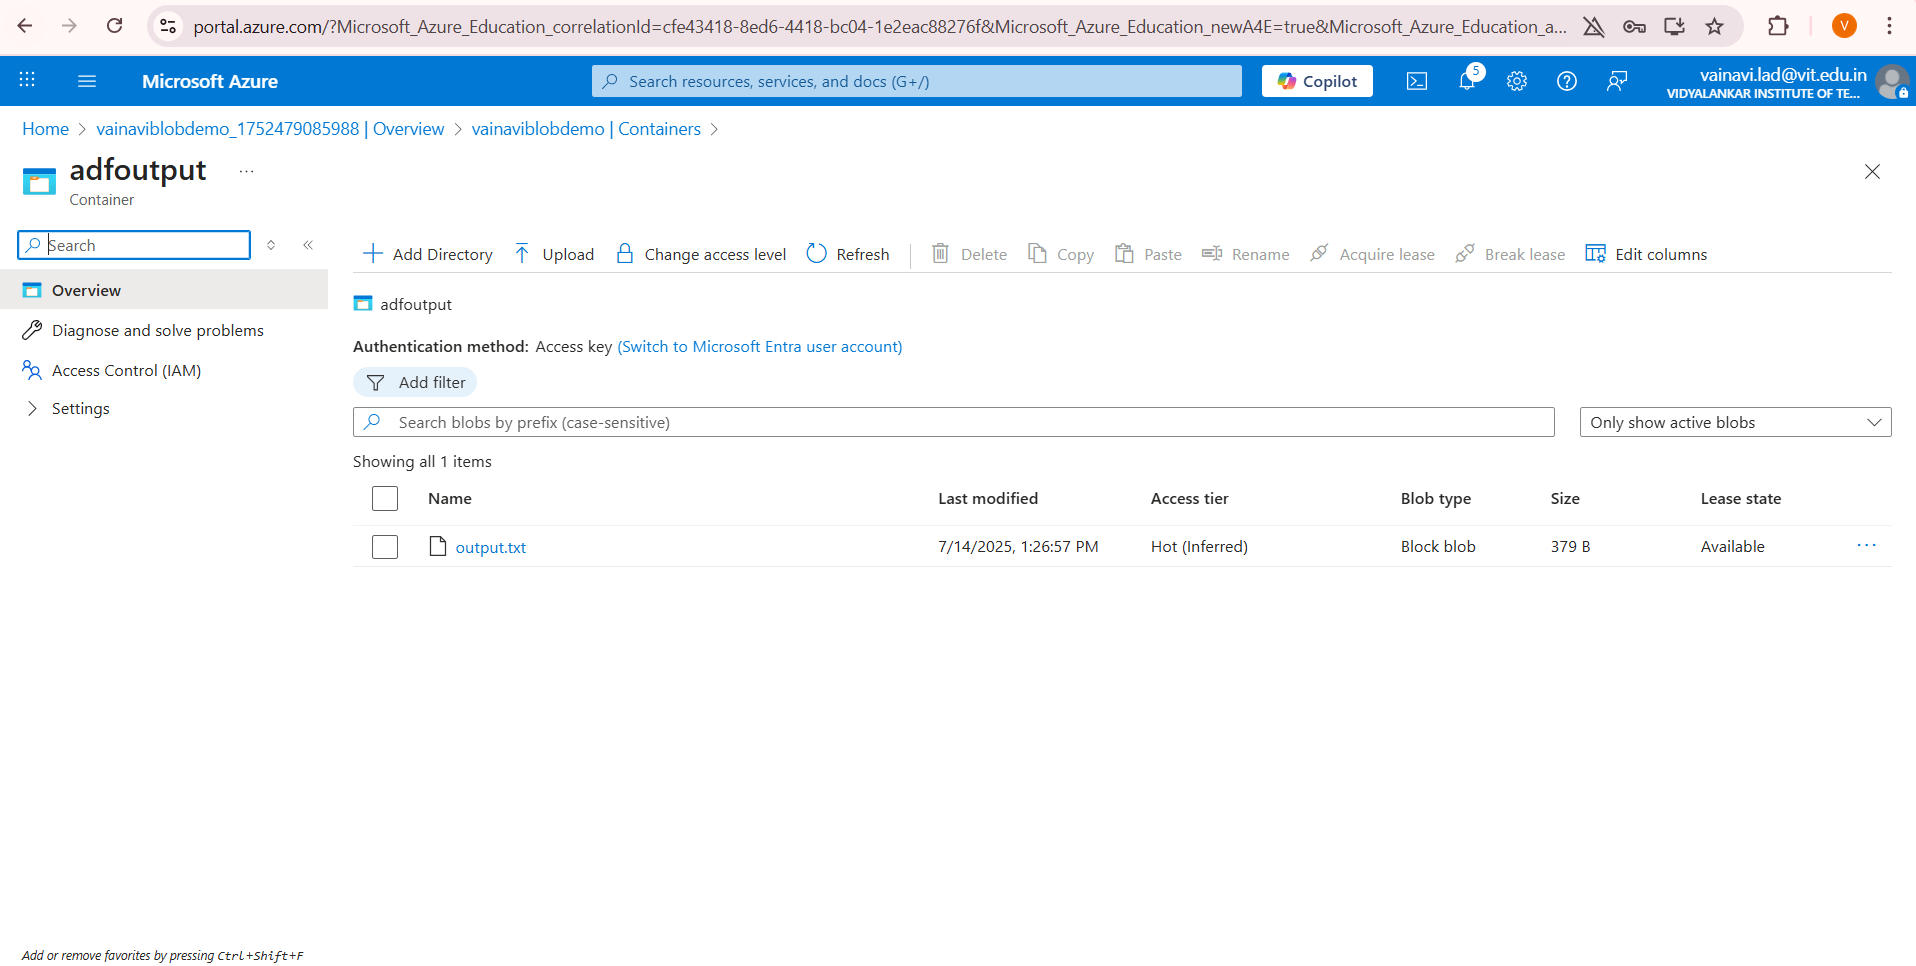 portal.azure.com/?Microsoft_Azure_Education_correlationId=cfe43418-8ed6-4418-bc04-1e2eac88276f&Microsoft_Azure_Education_newA4E=true&Microsoft_Azure_Education_a...
V
Microsoft Azure
Search resources, services, and docs (G+/)
Copilot
5
vainavi.lad@vit.edu.in
VIDYALANKAR INSTITUTE OF TE...
Home > vainaviblobdemo_1752479085988 | Overview > vainaviblobdemo | Containers >
adfoutput ...
Container
Search
Add Directory Upload Change access level Refresh Delete Copy Paste Rename Acquire lease Break lease Edit columns
Overview
Diagnose and solve problems
Access Control (IAM)
Settings
adfoutput
Authentication method: Access key (Switch to Microsoft Entra user account)
Add filter
Search blobs by prefix (case-sensitive)
Only show active blobs
Showing all 1 items
Name Last modified Access tier Blob type Size Lease state
output.txt 7/14/2025, 1:26:57 PM Hot (Inferred) Block blob 379 B Available ...
Add or remove favorites by pressing Ctrl+Shift+F